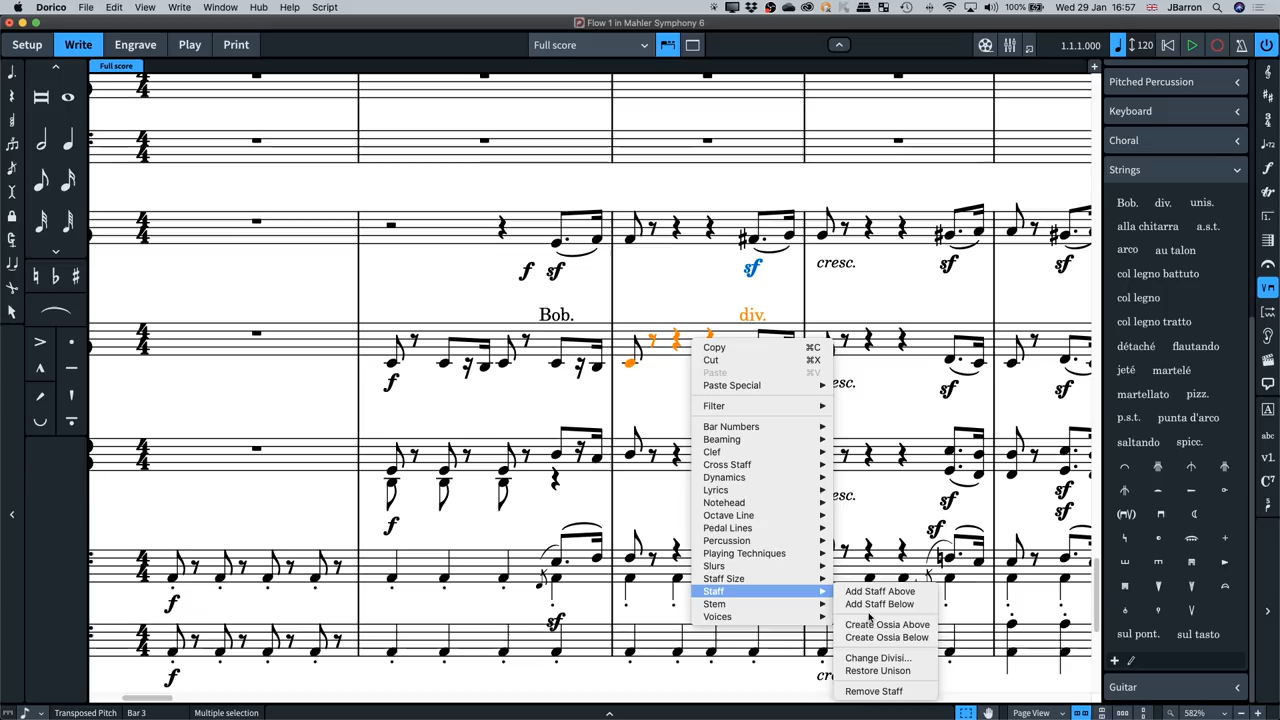 Dorico File Edit Write Window Hub Help Script 100% Wed 29 Jan 16:57 JBarron
Flow 1 in Mahler Symphony 6
Setup Write Engrave Play Print Full score 1.1.1.000 120
Full score
Pitched Percussion
Keyboard
Choral
Strings
Bob. div. unis.
alla chitarra a.s.t.
arco au talon
col legno battuto
col legno
col legno tratto
détaché flautando
jeté martelé
martellato pizz.
p.s.t. punta d'arco
saltando spicc.
sul pont. sul tasto
Guitar
f sf sf cresc. sf sf
Bob. div.
f esc. sf sf
f esc. sf sf
sf
f sf
f cr
Copy ⌘C
Cut ⌘X
Paste ⌘V
Paste Special
Filter
Bar Numbers
Beaming
Clef
Cross Staff
Dynamics
Lyrics
Notehead
Octave Line
Pedal Lines
Percussion
Playing Techniques
Slurs
Staff Size
Staff
Stem
Voices
Add Staff Above
Add Staff Below
Create Ossia Above
Create Ossia Below
Change Divisi...
Restore Unison
Remove Staff
Transposed Pitch Bar 3 Multiple selection Page View 582%